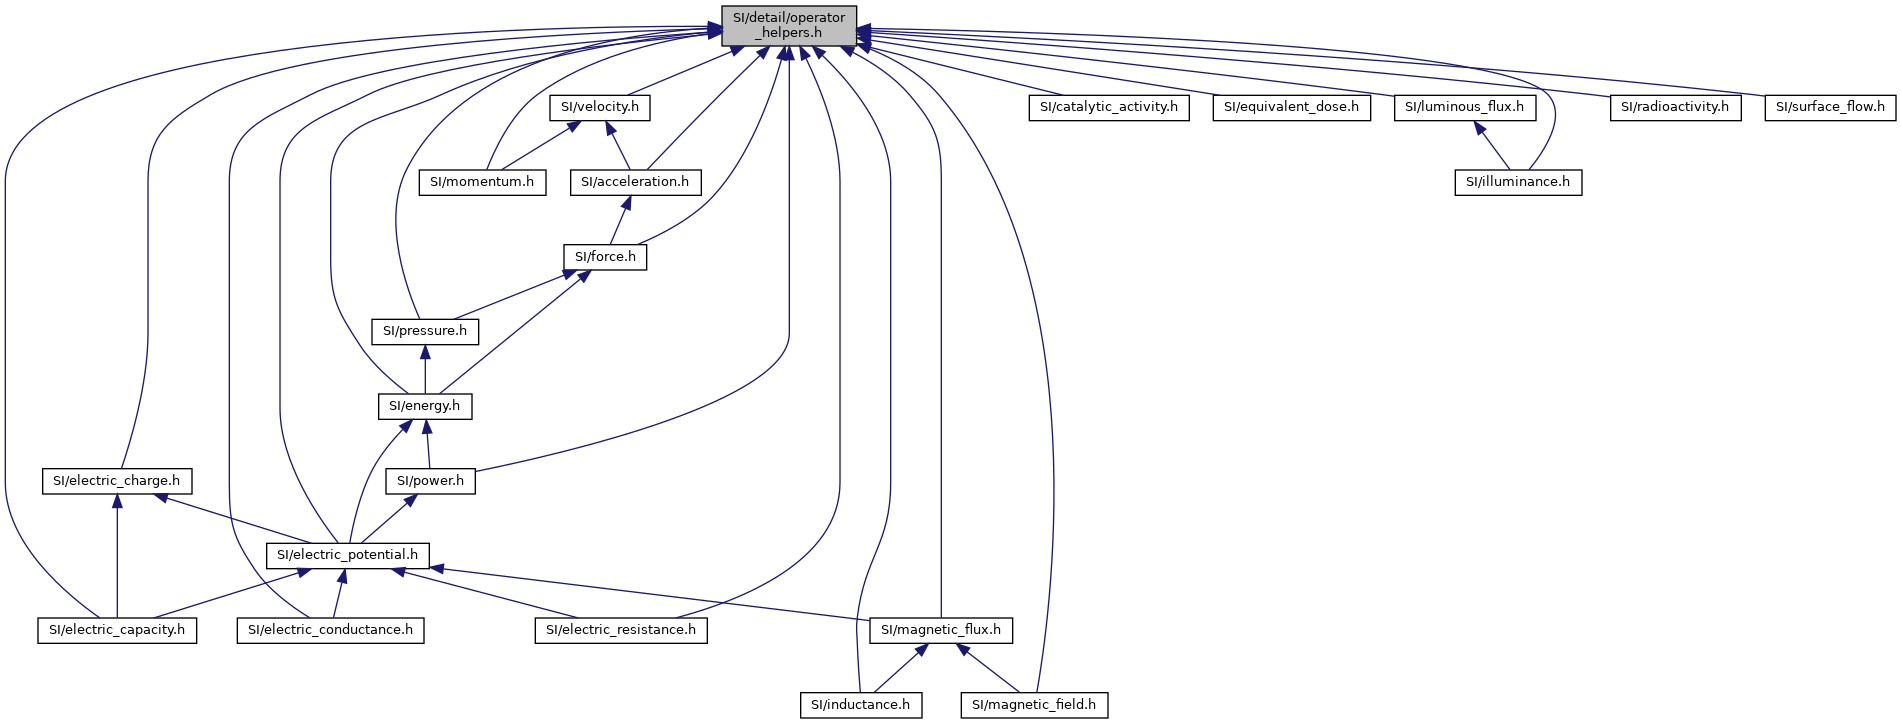 SI/detail/operator
_helpers.h
SI/velocity.h
SI/catalytic_activity.h
SI/equivalent_dose.h
SI/luminous_flux.h
SI/radioactivity.h
SI/surface_flow.h
SI/momentum.h
SI/acceleration.h
SI/illuminance.h
SI/force.h
SI/pressure.h
SI/energy.h
SI/electric_charge.h
SI/power.h
SI/electric_potential.h
SI/electric_capacity.h
SI/electric_conductance.h
SI/electric_resistance.h
SI/magnetic_flux.h
SI/inductance.h
SI/magnetic_field.h